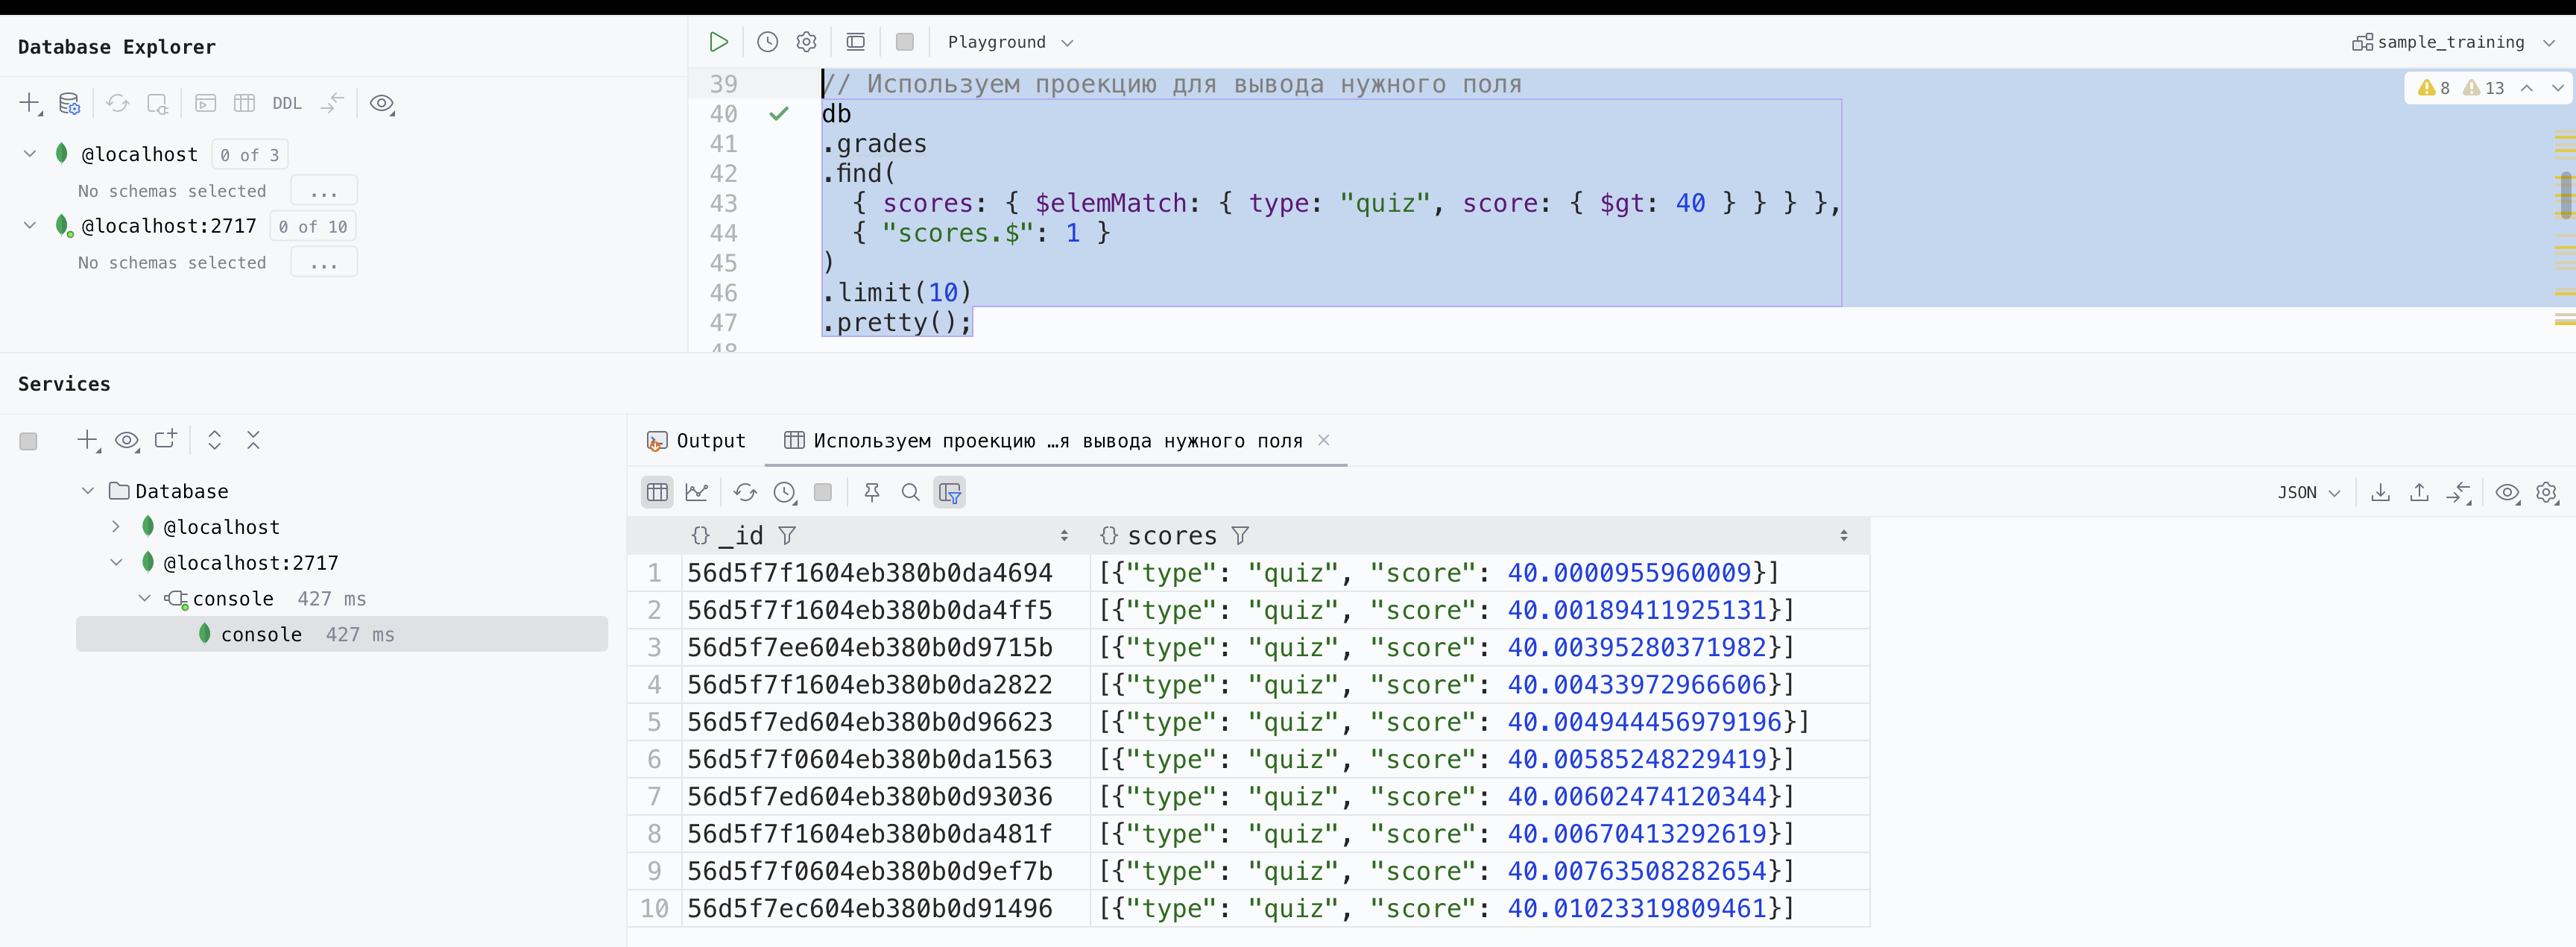 Database Explorer
Playground
sample_training
DDL
@localhost 0 of 3
No schemas selected ...
@localhost:2717 0 of 10
No schemas selected ...
8 13
39 // Используем проекцию для вывода нужного поля
40 db
41 .grades
42 .find(
43 { scores: { $elemMatch: { type: "quiz", score: { $gt: 40 } } } },
44 { "scores.$": 1 }
45 )
46 .limit(10)
47 .pretty();
48
Services
Database
@localhost
@localhost:2717
console 427 ms
console 427 ms
Output
Используем проекцию …я вывода нужного поля
JSON
{} _id {} scores
1 56d5f7f1604eb380b0da4694 [{"type": "quiz", "score": 40.0000955960009}]
2 56d5f7f1604eb380b0da4ff5 [{"type": "quiz", "score": 40.00189411925131}]
3 56d5f7ee604eb380b0d9715b [{"type": "quiz", "score": 40.00395280371982}]
4 56d5f7f1604eb380b0da2822 [{"type": "quiz", "score": 40.00433972966606}]
5 56d5f7ed604eb380b0d96623 [{"type": "quiz", "score": 40.004944456979196}]
6 56d5f7f0604eb380b0da1563 [{"type": "quiz", "score": 40.00585248229419}]
7 56d5f7ed604eb380b0d93036 [{"type": "quiz", "score": 40.00602474120344}]
8 56d5f7f1604eb380b0da481f [{"type": "quiz", "score": 40.00670413292619}]
9 56d5f7f0604eb380b0d9ef7b [{"type": "quiz", "score": 40.00763508282654}]
10 56d5f7ec604eb380b0d91496 [{"type": "quiz", "score": 40.01023319809461}]